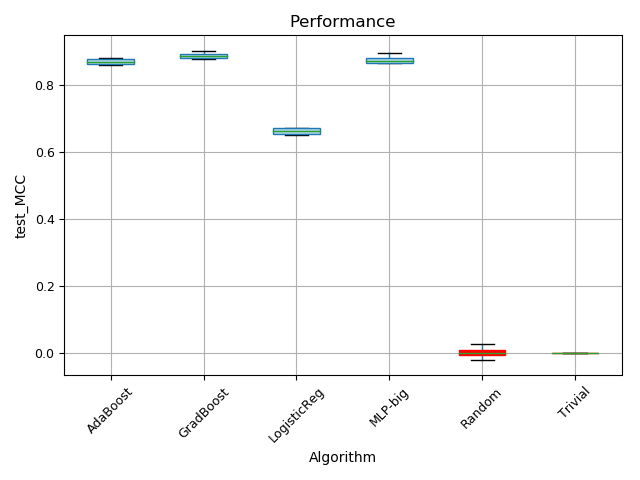 Performance
test_MCC
0.8
0.6
0.4
0.2
0.0
AdaBoost
GradBoost
LogisticReg
MLP-big
Random
Trivial
Algorithm